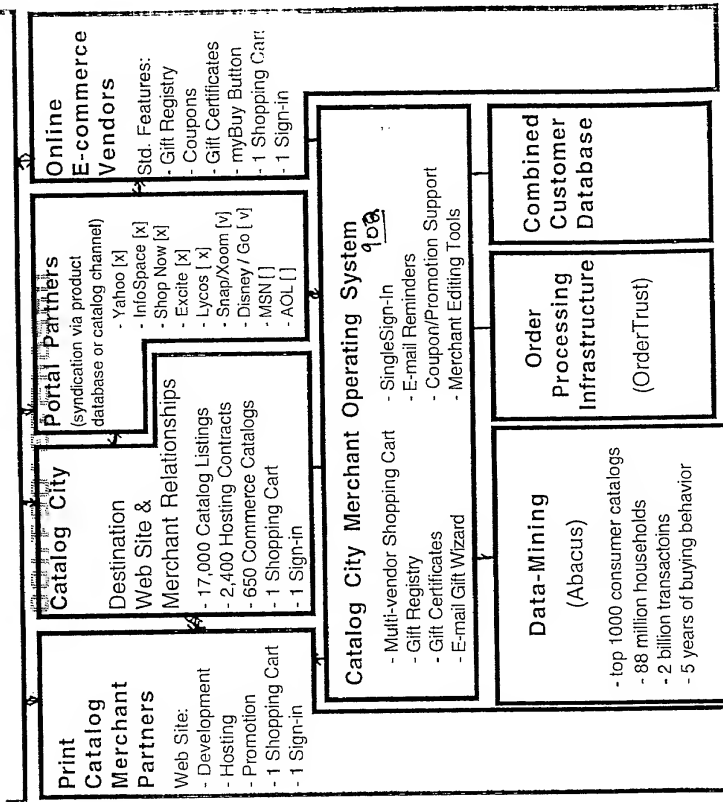 Print
Catalog
Merchant
Partners
Web Site:
- Development
- Hosting
- Promotion
- 1 Shopping Cart
- 1 Sign-in
Catalog City
Destination
Web Site &
Merchant Relationships
- 17,000 Catalog Listings
- 2,400 Hosting Contracts
- 650 Commerce Catalogs
- 1 Shopping Cart
- 1 Sign-in
Portal Partners
(syndication via product
database or catalog channel)
- Yahoo [x]
- InfoSpace [x]
- Shop Now [x]
- Excite [x]
- Lycos [ x]
- Snap/Xoom [v]
- Disney / Go [ v]
- MSN [ ]
- AOL [ ]
Online
E-commerce
Vendors
Std. Features:
- Gift Registry
- Coupons
- Gift Certificates
- myBuy Button
- 1 Shopping Cart
- 1 Sign-in
Catalog City Merchant Operating System
902
- Multi-vendor Shopping Cart
- Gift Registry
- Gift Certificates
- E-mail Gift Wizard
- SingleSign-In
- E-mail Reminders
- Coupon/Promotion Support
- Merchant Editing Tools
Data-Mining
(Abacus)
- top 1000 consumer catalogs
- 88 million households
- 2 billion transactoins
- 5 years of buying behavior
Order
Processing
Infrastructure
(OrderTrust)
Combined
Customer
Database